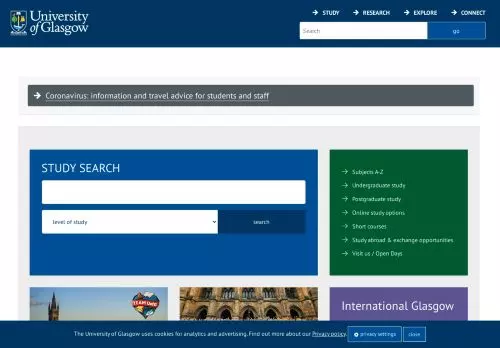 University
of Glasgow
STUDY
RESEARCH
EXPLORE
CONNECT
Search
go
Coronavirus: information and travel advice for students and staff
STUDY SEARCH
level of study
search
Subjects A-Z
Undergraduate study
Postgraduate study
Online study options
Short courses
Study abroad & exchange opportunities
Visit us / Open Days
TEAM UofG
International Glasgow
The University of Glasgow uses cookies for analytics and advertising. Find out more about our Privacy policy.
privacy settings
close